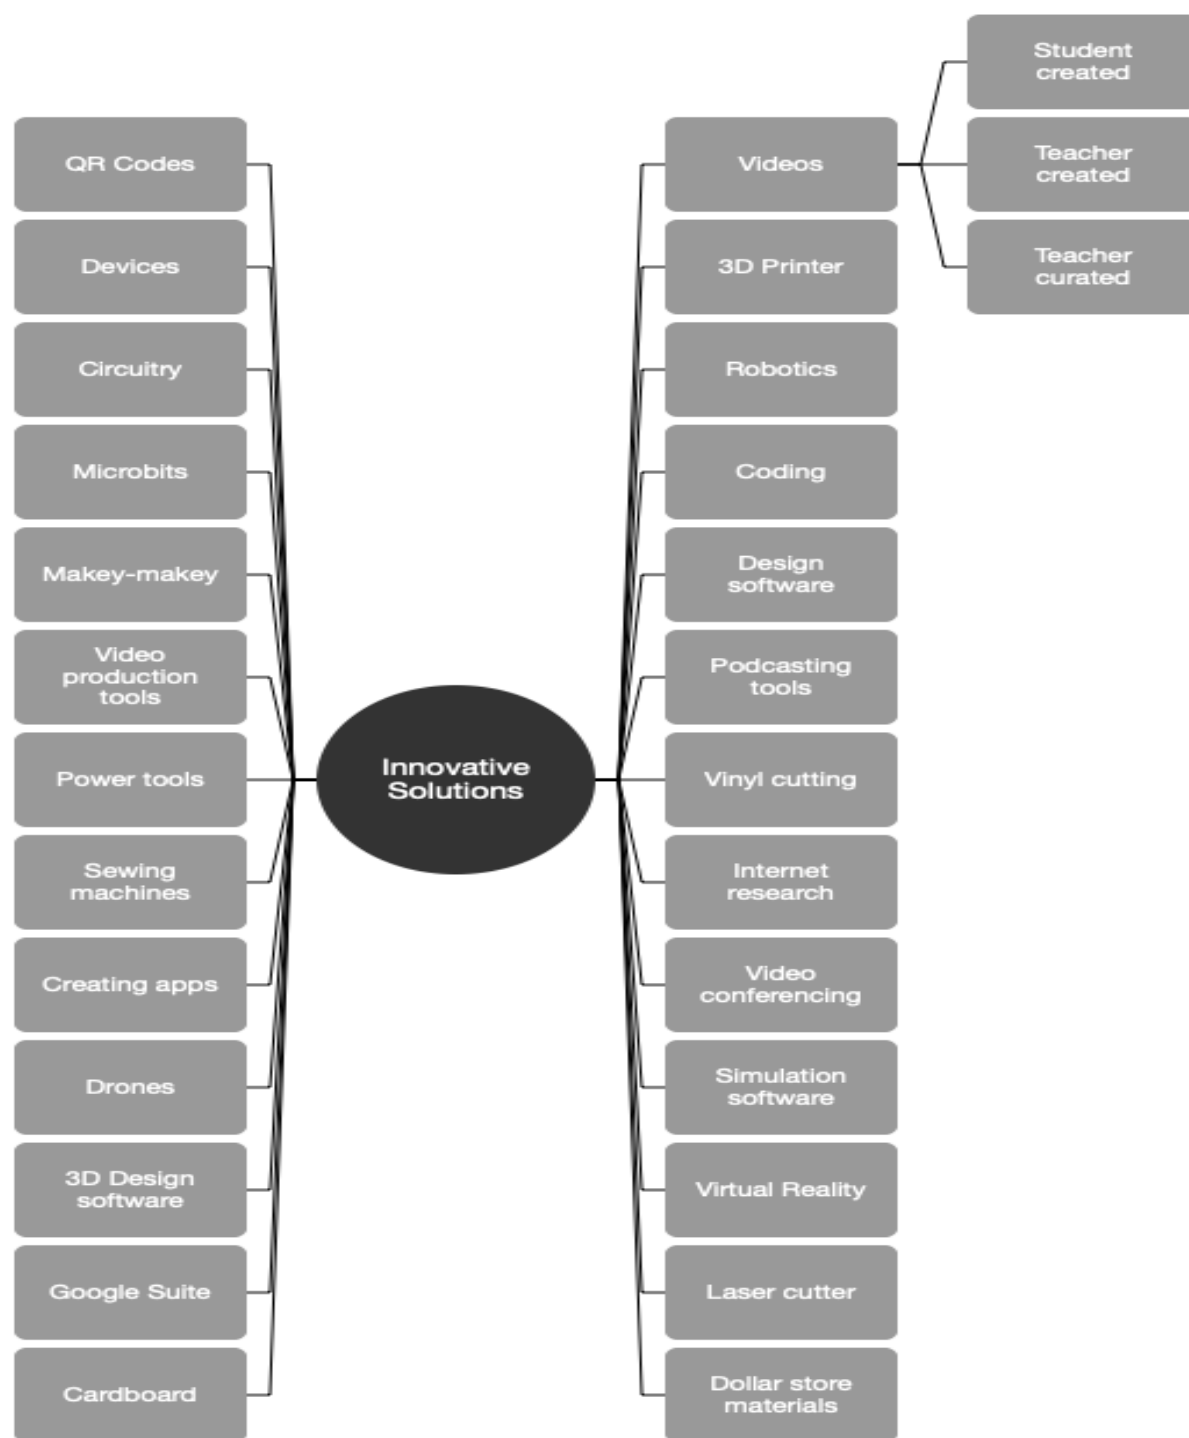 Student
created
Teacher
created
Teacher
curated
QR Codes
Devices
Circuitry
Microbits
Makey-makey
Video
production
tools
Power tools
Sewing
machines
Creating apps
Drones
3D Design
software
Google Suite
Cardboard
Innovative
Solutions
Videos
3D Printer
Robotics
Coding
Design
software
Podcasting
tools
Vinyl cutting
Internet
research
Video
conferencing
Simulation
software
Virtual Reality
Laser cutter
Dollar store
materials